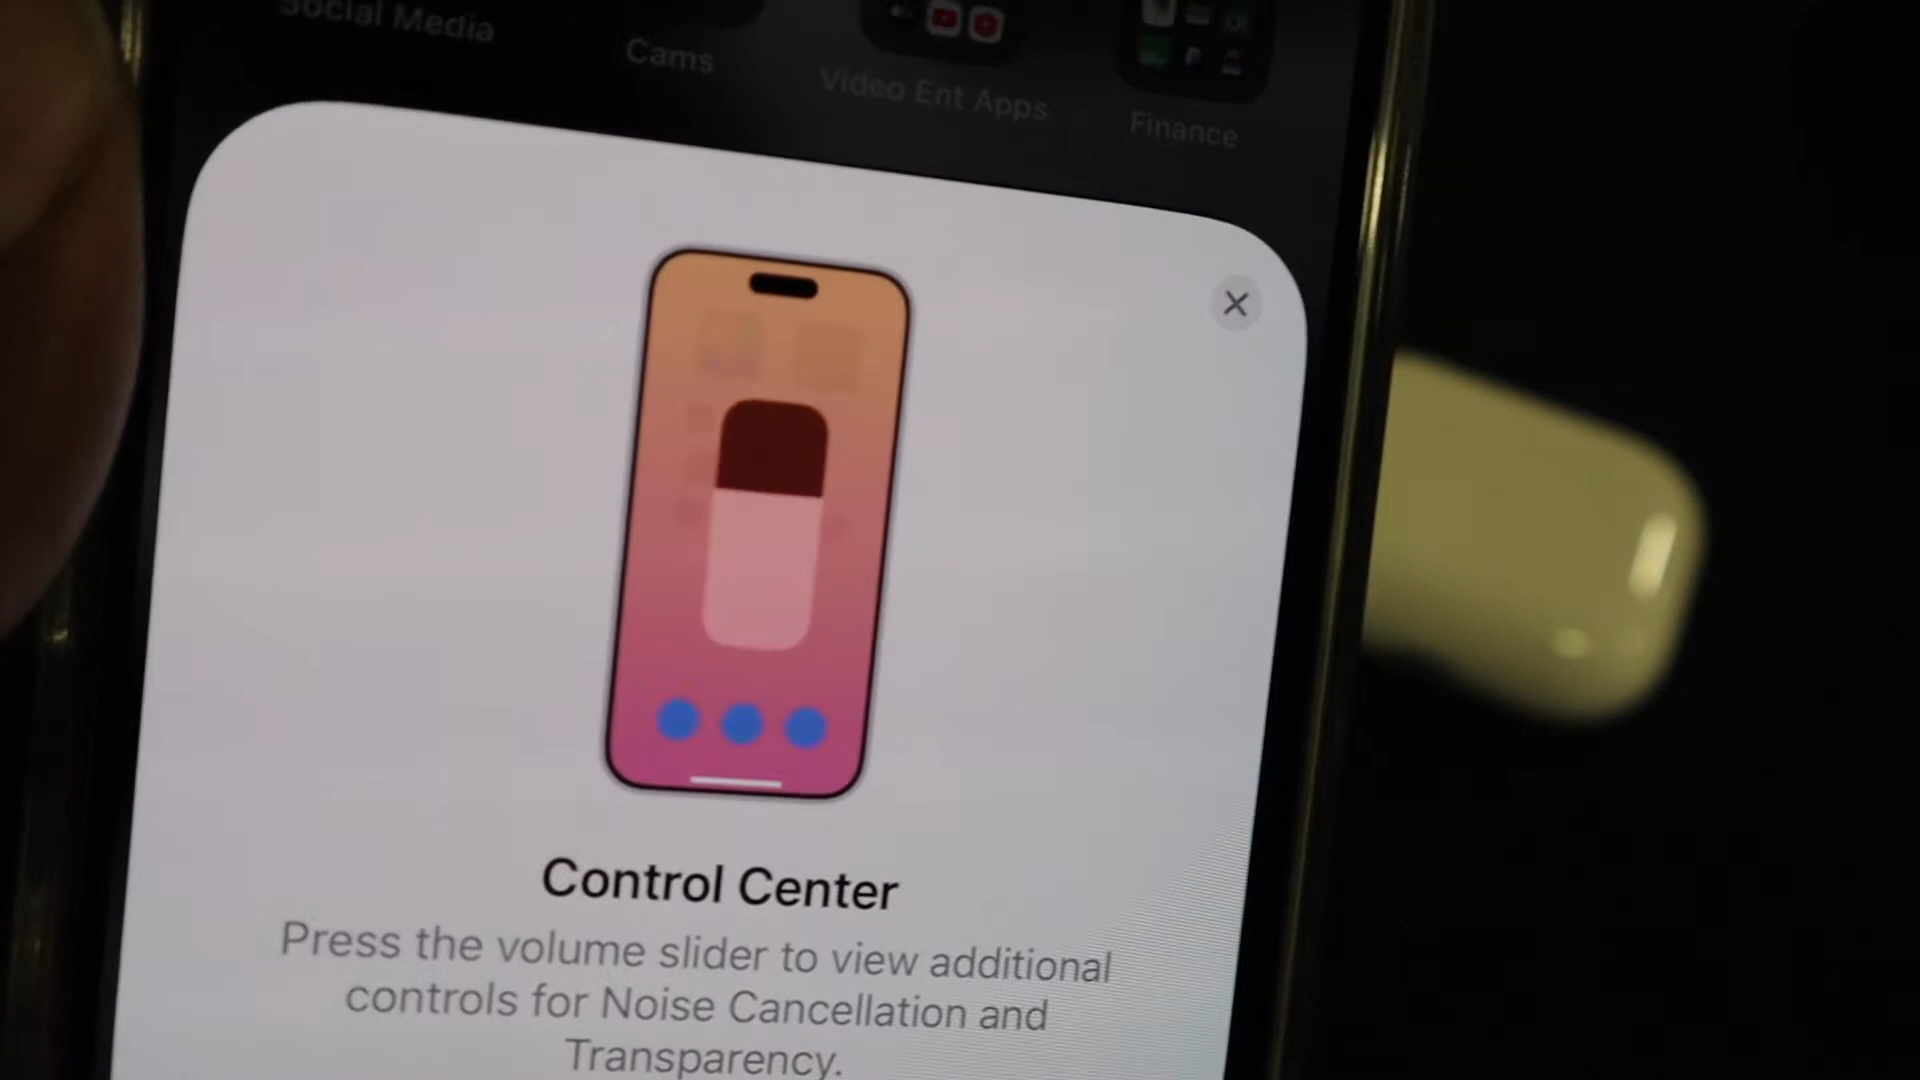 Social Media
Cams
Video Ent Apps
Finance
Control Center
Press the volume slider to view additional
controls for Noise Cancellation and
Transparency.